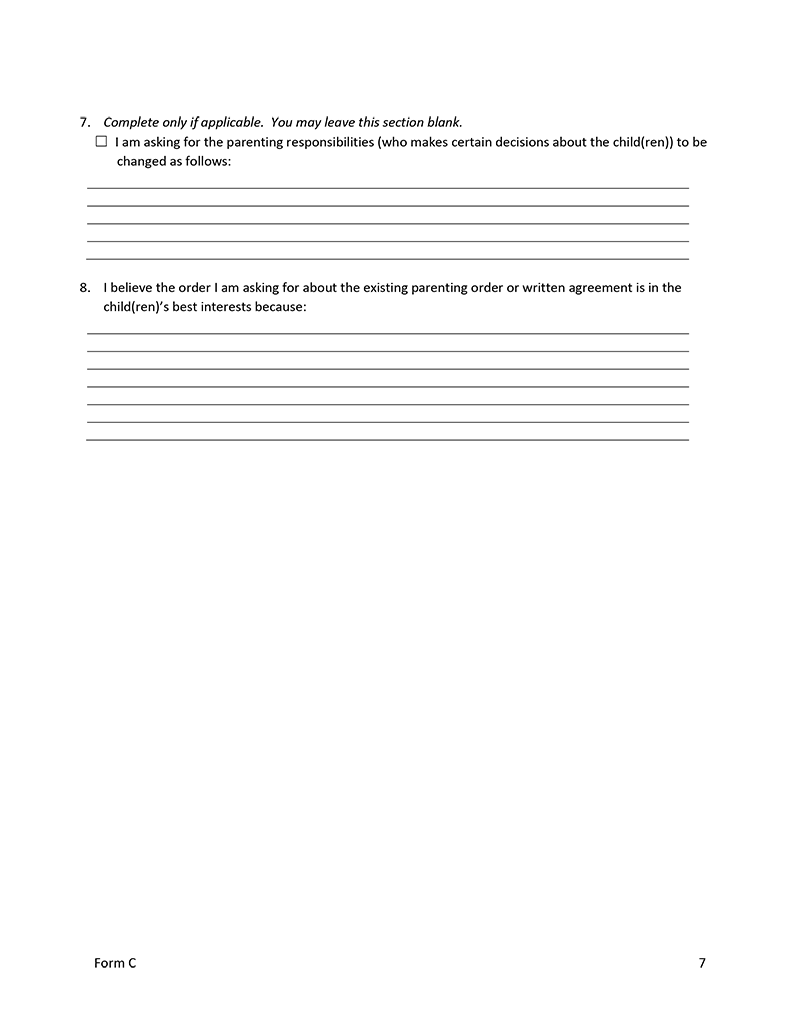 7. Complete only if applicable. You may leave this section blank.
☐ I am asking for the parenting responsibilities (who makes certain decisions about the child(ren)) to be
changed as follows:
8. I believe the order I am asking for about the existing parenting order or written agreement is in the
child(ren)’s best interests because:
Form C 7